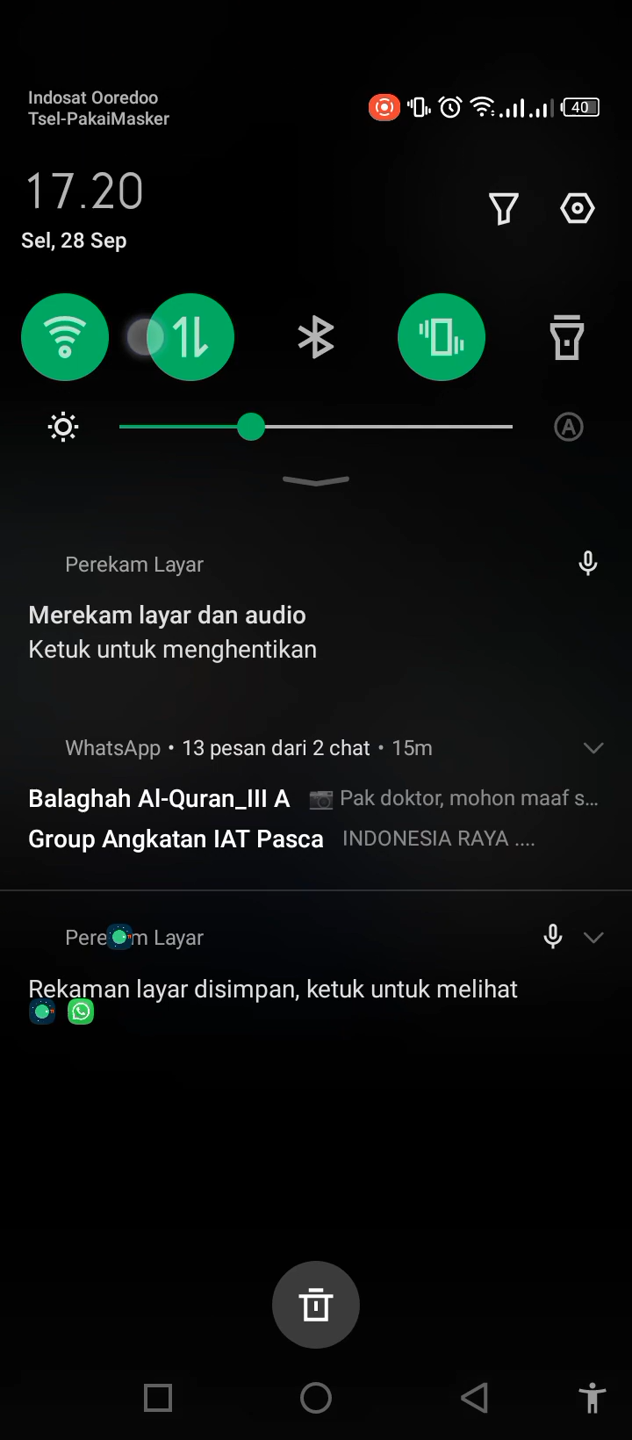 Indosat Ooredoo
Tsel-PakaiMasker
40
17.20
Sel, 28 Sep
A
Perekam Layar
Merekam layar dan audio
Ketuk untuk menghentikan
WhatsApp • 13 pesan dari 2 chat • 15m
Balaghah Al-Quran_III A 📷 Pak doktor, mohon maaf s...
Group Angkatan IAT Pasca INDONESIA RAYA ....
Perekam Layar
Rekaman layar disimpan, ketuk untuk melihat